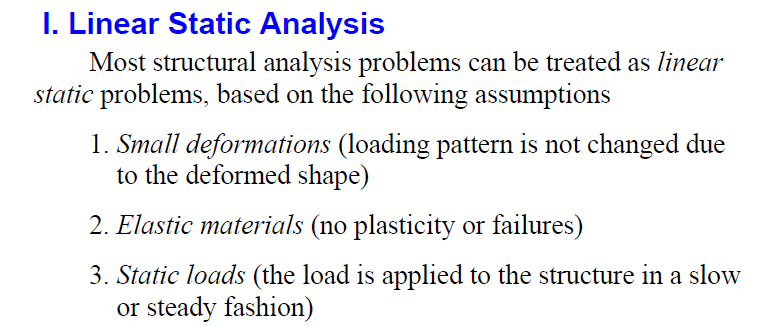 I. Linear Static Analysis
Most structural analysis problems can be treated as linear
static problems, based on the following assumptions
1. Small deformations (loading pattern is not changed due
to the deformed shape)
2. Elastic materials (no plasticity or failures)
3. Static loads (the load is applied to the structure in a slow
or steady fashion)